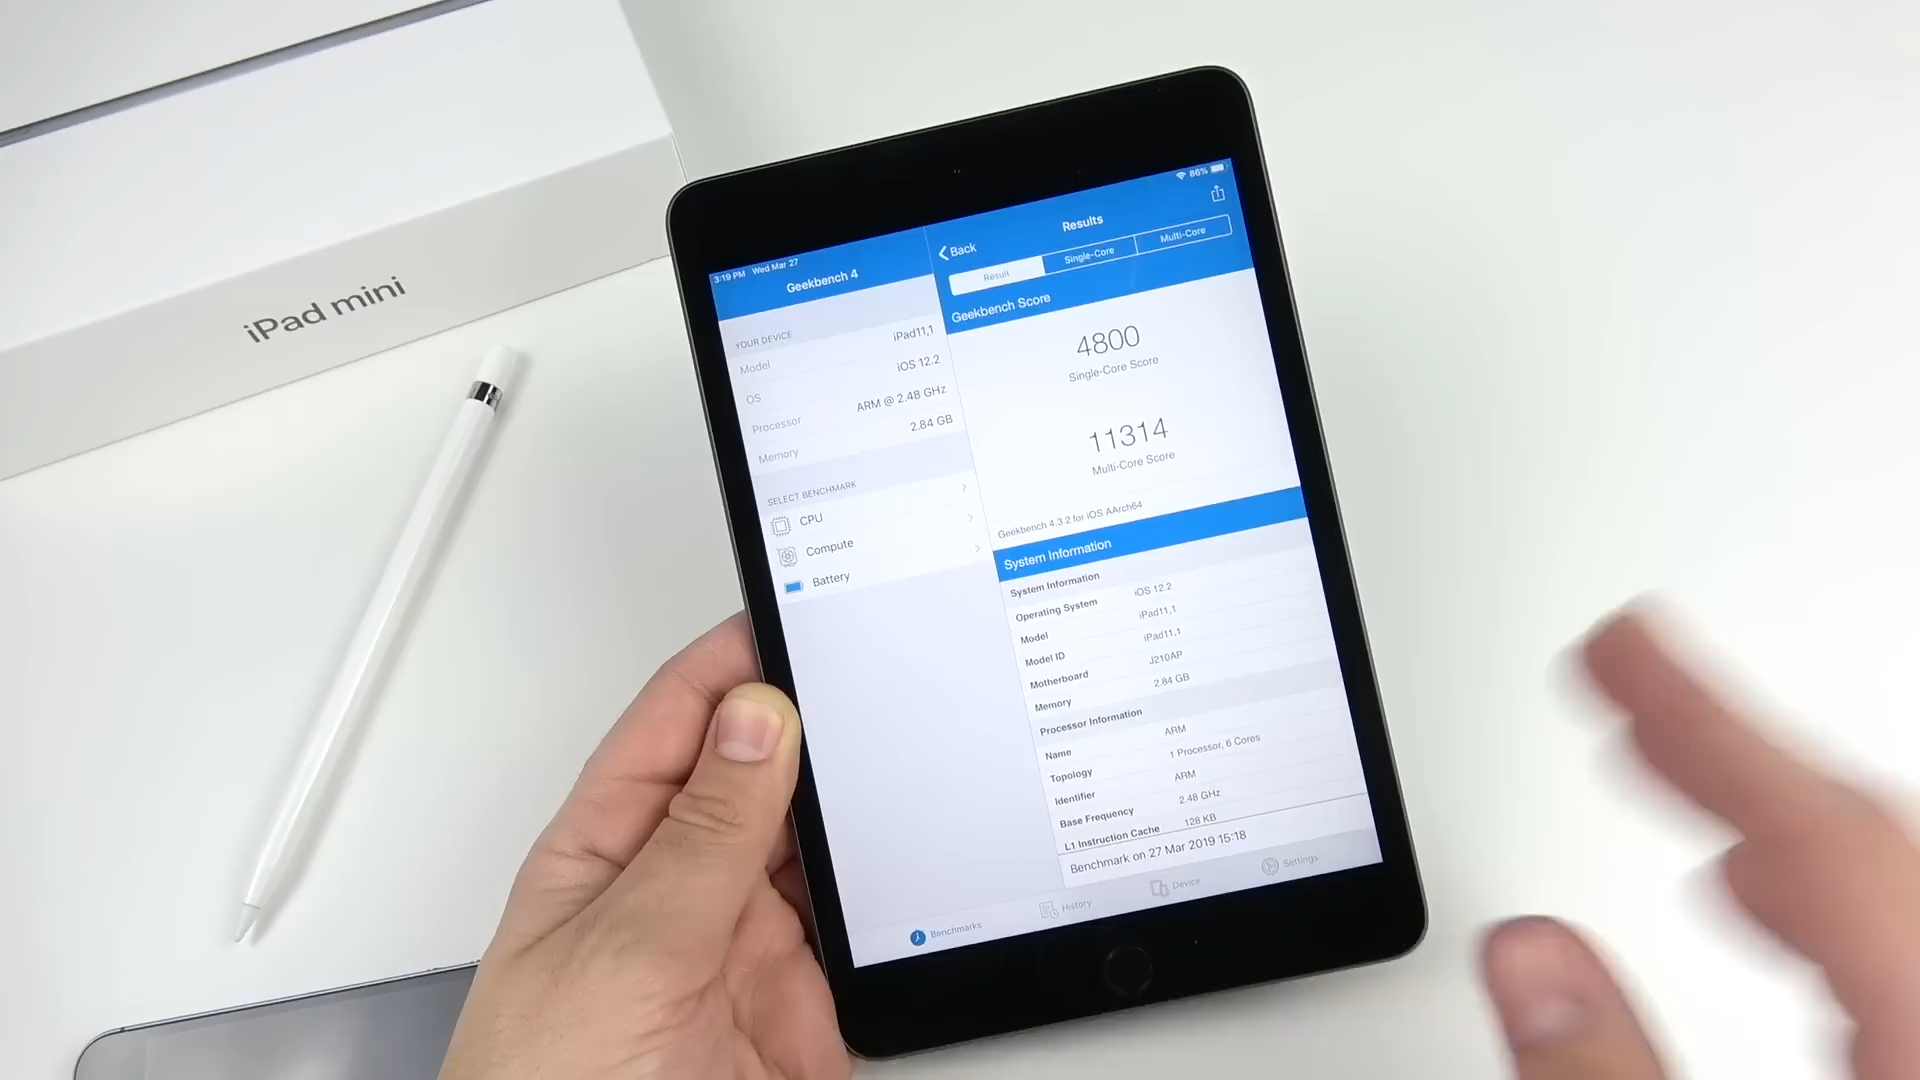 iPad mini
3:19 PM Wed Mar 27
86%
Geekbench 4
YOUR DEVICE
Model iPad11,1
OS iOS 12.2
Processor ARM @ 2.48 GHz
Memory 2.84 GB
SELECT BENCHMARK
CPU
Compute
Battery
Back
Results
Result Single-Core Multi-Core
Geekbench Score
4800
Single-Core Score
11314
Multi-Core Score
Geekbench 4.3.2 for iOS AArch64
System Information
System Information
Operating System iOS 12.2
Model iPad11,1
Model ID iPad11,1
Motherboard J210AP
Memory 2.84 GB
Processor Information
Name ARM
Topology 1 Processor, 6 Cores
Identifier ARM
Base Frequency 2.48 GHz
L1 Instruction Cache 128 KB
Benchmark on 27 Mar 2019 15:18
Benchmarks History Device Settings